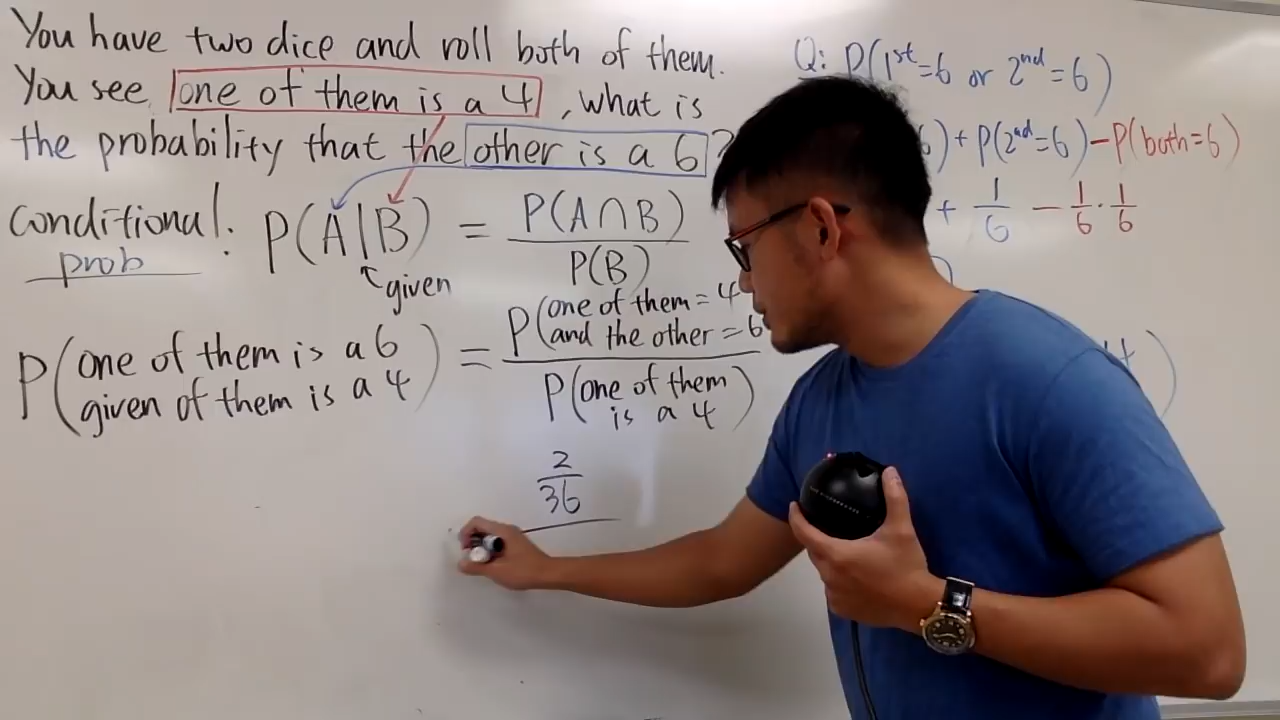 You have two dice and roll both of them.
You see one of them is a 4, what is
the probability that the other is a 6?
conditional: P(A|B) = P(A∩B)
prob
P(B)
given
P(one of them is a 6
given of them is a 4) = P(one of them = 4
and the other = 6
P(one of them
is a 4)
2
36
Q: P(1st=6 or 2nd=6)
6) + P(2nd=6) - P(both=6)
+ 1/6 - 1/6 · 1/6